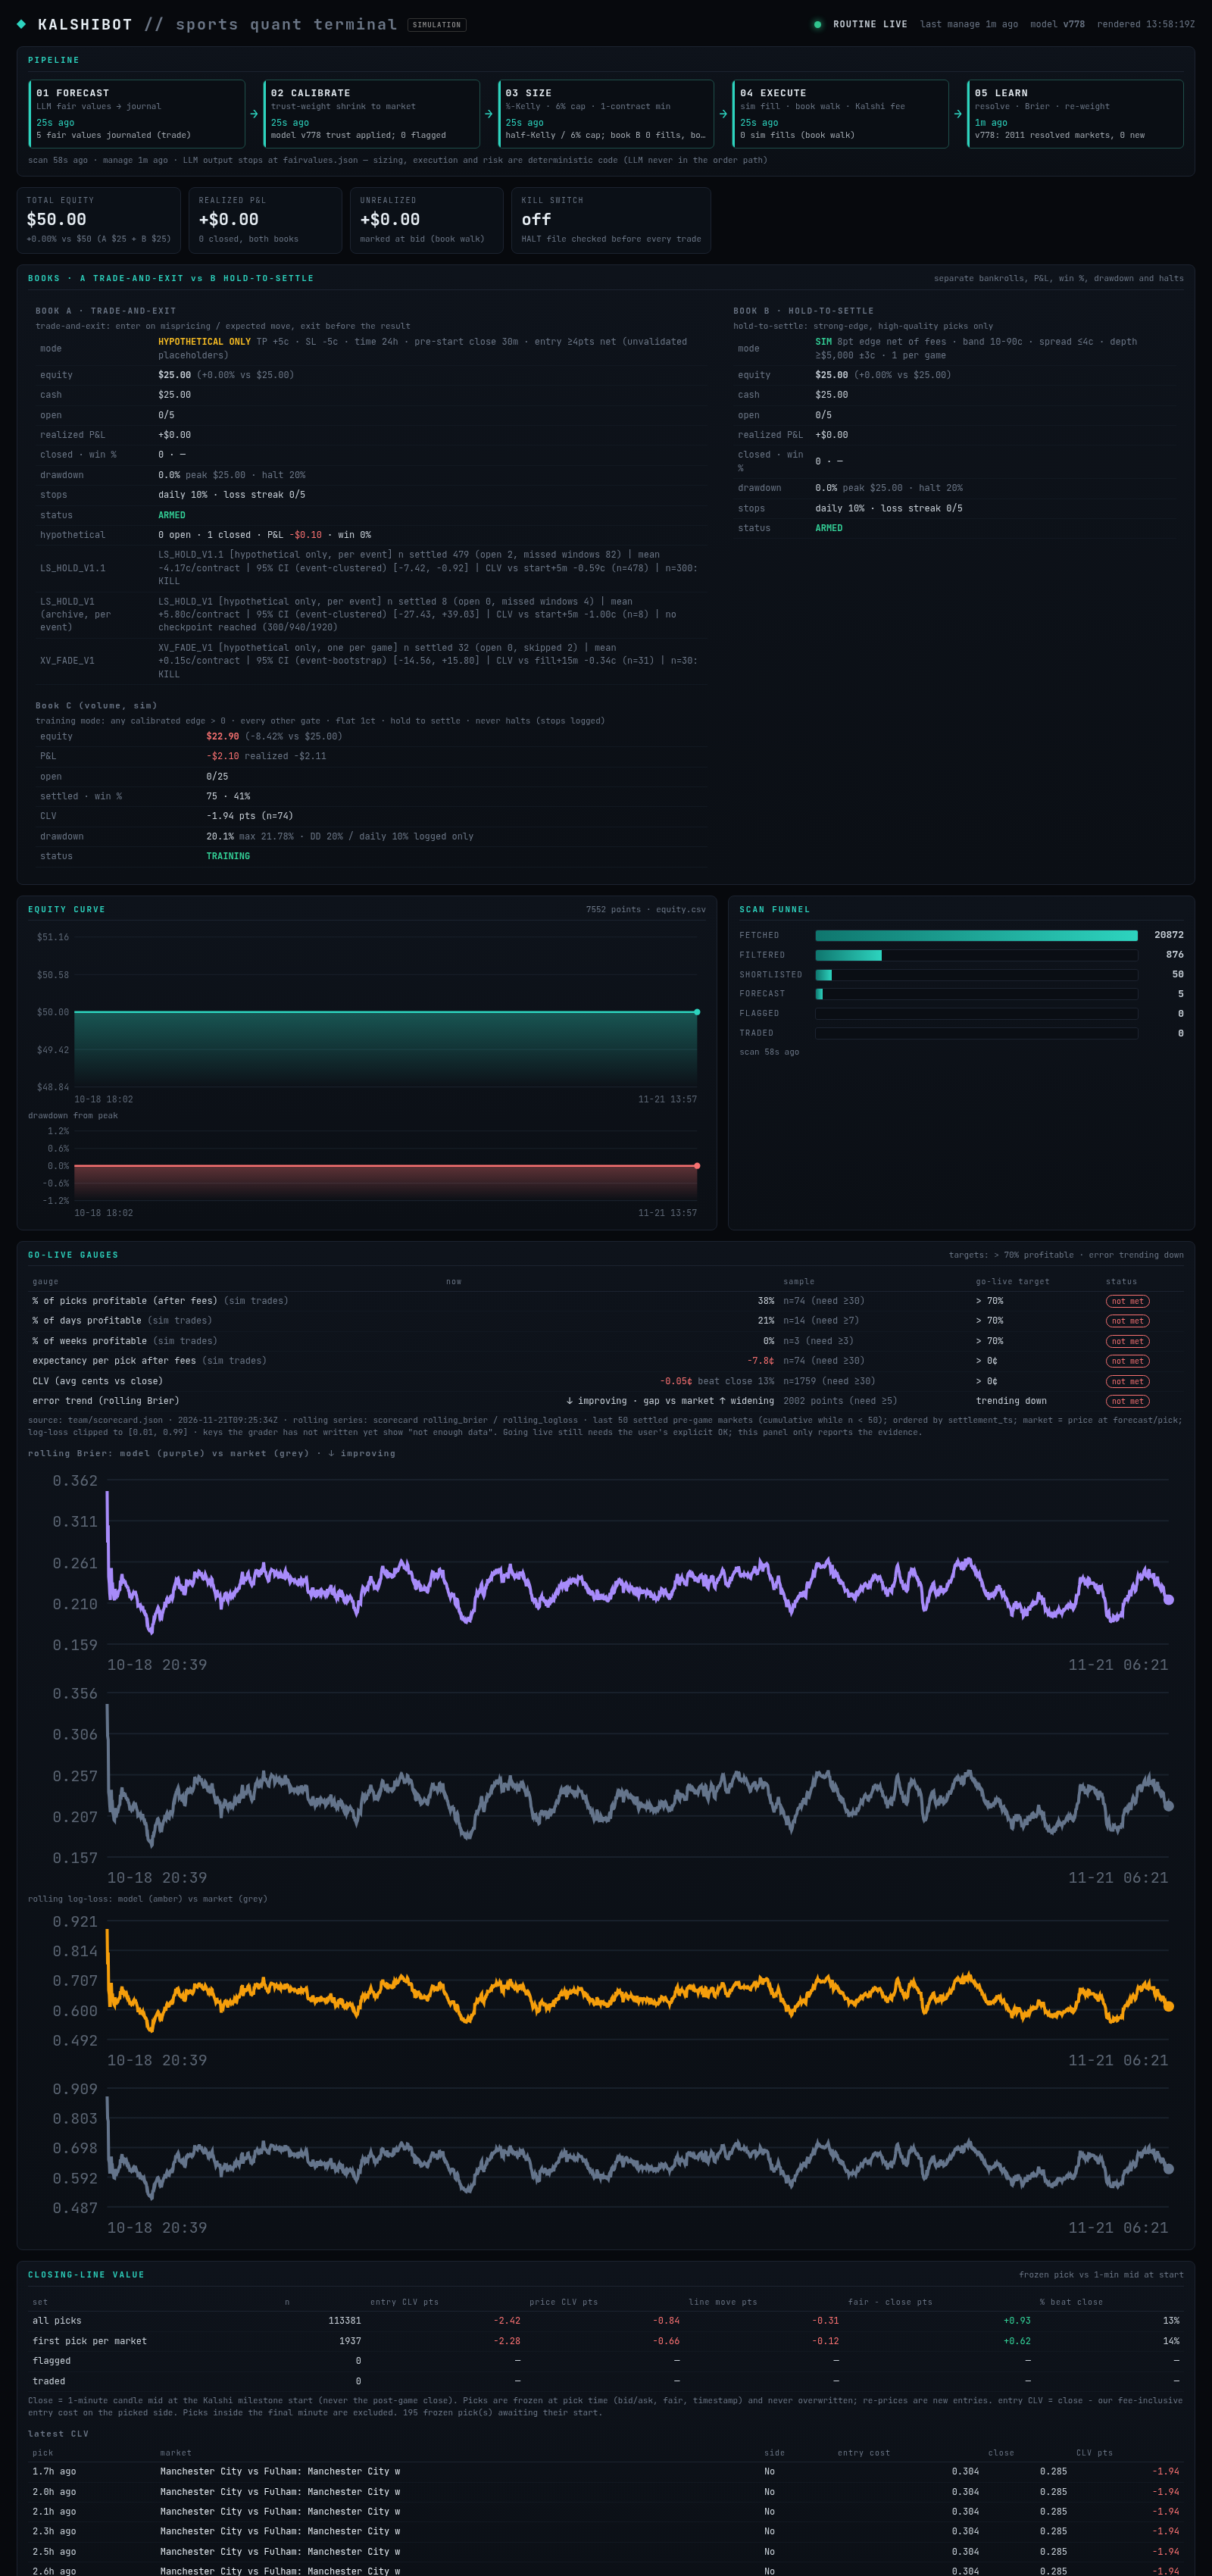 ◆ KALSHIBOT // sports quant terminal SIMULATION
ROUTINE LIVE last manage 1m ago model v778 rendered 13:58:19Z
PIPELINE
01 FORECAST
LLM fair values → journal
25s ago
5 fair values journaled (trade)
→
02 CALIBRATE
trust-weight shrink to market
25s ago
model v778 trust applied; 0 flagged
→
03 SIZE
½-Kelly · 6% cap · 1-contract min
25s ago
half-Kelly / 6% cap; book B 0 fills, bo…
→
04 EXECUTE
sim fill · book walk · Kalshi fee
25s ago
0 sim fills (book walk)
→
05 LEARN
resolve · Brier · re-weight
1m ago
v778: 2011 resolved markets, 0 new
scan 58s ago · manage 1m ago · LLM output stops at fairvalues.json — sizing, execution and risk are deterministic code (LLM never in the order path)
TOTAL EQUITY
$50.00
+0.00% vs $50 (A $25 + B $25)
REALIZED P&L
+$0.00
0 closed, both books
UNREALIZED
+$0.00
marked at bid (book walk)
KILL SWITCH
off
HALT file checked before every trade
BOOKS · A TRADE-AND-EXIT vs B HOLD-TO-SETTLE
separate bankrolls, P&L, win %, drawdown and halts
BOOK A · TRADE-AND-EXIT
trade-and-exit: enter on mispricing / expected move, exit before the result
mode HYPOTHETICAL ONLY TP +5c · SL -5c · time 24h · pre-start close 30m · entry ≥4pts net (unvalidated
placeholders)
equity $25.00 (+0.00% vs $25.00)
cash $25.00
open 0/5
realized P&L +$0.00
closed · win % 0 · —
drawdown 0.0% peak $25.00 · halt 20%
stops daily 10% · loss streak 0/5
status ARMED
hypothetical 0 open · 1 closed · P&L -$0.10 · win 0%
LS_HOLD_V1.1 LS_HOLD_V1.1 [hypothetical only, per event] n settled 479 (open 2, missed windows 82) | mean
-4.17c/contract | 95% CI (event-clustered) [-7.42, -0.92] | CLV vs start+5m -0.59c (n=478) | n=300:
KILL
LS_HOLD_V1 (archive, per event) LS_HOLD_V1 [hypothetical only, per event] n settled 8 (open 0, missed windows 4) | mean
+5.80c/contract | 95% CI (event-clustered) [-27.43, +39.03] | CLV vs start+5m -1.00c (n=8) | no
checkpoint reached (300/940/1920)
XV_FADE_V1 XV_FADE_V1 [hypothetical only, one per game] n settled 32 (open 0, skipped 2) | mean
+0.15c/contract | 95% CI (event-bootstrap) [-14.56, +15.80] | CLV vs fill+15m -0.34c (n=31) | n=30:
KILL
BOOK B · HOLD-TO-SETTLE
hold-to-settle: strong-edge, high-quality picks only
mode SIM 8pt edge net of fees · band 10-90c · spread ≤4c · depth
≥$5,000 ±3c · 1 per game
equity $25.00 (+0.00% vs $25.00)
cash $25.00
open 0/5
realized P&L +$0.00
closed · win % 0 · —
drawdown 0.0% peak $25.00 · halt 20%
stops daily 10% · loss streak 0/5
status ARMED
Book C (volume, sim)
training mode: any calibrated edge > 0 · every other gate · flat 1ct · hold to settle · never halts (stops logged)
equity $22.90 (-8.42% vs $25.00)
P&L -$2.10 realized -$2.11
open 0/25
settled · win % 75 · 41%
CLV -1.94 pts (n=74)
drawdown 20.1% max 21.78% · DD 20% / daily 10% logged only
status TRAINING
EQUITY CURVE
7552 points · equity.csv
$51.16
$50.58
$50.00
$49.42
$48.84
10-18 18:02 11-21 13:57
drawdown from peak
1.2%
0.6%
0.0%
-0.6%
-1.2%
10-18 18:02 11-21 13:57
SCAN FUNNEL
FETCHED 20872
FILTERED 876
SHORTLISTED 50
FORECAST 5
FLAGGED 0
TRADED 0
scan 58s ago
GO-LIVE GAUGES
targets: > 70% profitable · error trending down
gauge now sample go-live target status
% of picks profitable (after fees) (sim trades) 38% n=74 (need ≥30) > 70% not met
% of days profitable (sim trades) 21% n=14 (need ≥7) > 70% not met
% of weeks profitable (sim trades) 0% n=3 (need ≥3) > 70% not met
expectancy per pick after fees (sim trades) -7.8¢ n=74 (need ≥30) > 0¢ not met
CLV (avg cents vs close) -0.05¢ beat close 13% n=1759 (need ≥30) > 0¢ not met
error trend (rolling Brier) ↓ improving · gap vs market ↑ widening 2002 points (need ≥5) trending down not met
source: team/scorecard.json · 2026-11-21T09:25:34Z · rolling series: scorecard rolling_brier / rolling_logloss · last 50 settled pre-game markets (cumulative while n < 50); ordered by settlement_ts; market = price at forecast/pick;
log-loss clipped to [0.01, 0.99] · keys the grader has not written yet show "not enough data". Going live still needs the user's explicit OK; this panel only reports the evidence.
rolling Brier: model (purple) vs market (grey) · ↓ improving
0.362
0.311
0.261
0.210
0.159
10-18 20:39 11-21 06:21
0.356
0.306
0.257
0.207
0.157
10-18 20:39 11-21 06:21
rolling log-loss: model (amber) vs market (grey)
0.921
0.814
0.707
0.600
0.492
10-18 20:39 11-21 06:21
0.909
0.803
0.698
0.592
0.487
10-18 20:39 11-21 06:21
CLOSING-LINE VALUE
frozen pick vs 1-min mid at start
set n entry CLV pts price CLV pts line move pts fair - close pts % beat close
all picks 113381 -2.42 -0.84 -0.31 +0.93 13%
first pick per market 1937 -2.28 -0.66 -0.12 +0.62 14%
flagged 0 — — — — —
traded 0 — — — — —
Close = 1-minute candle mid at the Kalshi milestone start (never the post-game close). Picks are frozen at pick time (bid/ask, fair, timestamp) and never overwritten; re-prices are new entries. entry CLV = close - our fee-inclusive
entry cost on the picked side. Picks inside the final minute are excluded. 195 frozen pick(s) awaiting their start.
latest CLV
pick market side entry cost close CLV pts
1.7h ago Manchester City vs Fulham: Manchester City w No 0.304 0.285 -1.94
2.0h ago Manchester City vs Fulham: Manchester City w No 0.304 0.285 -1.94
2.1h ago Manchester City vs Fulham: Manchester City w No 0.304 0.285 -1.94
2.3h ago Manchester City vs Fulham: Manchester City w No 0.304 0.285 -1.94
2.5h ago Manchester City vs Fulham: Manchester City w No 0.304 0.285 -1.94
2.6h ago Manchester City vs Fulham: Manchester City w No 0.304 0.285 -1.94